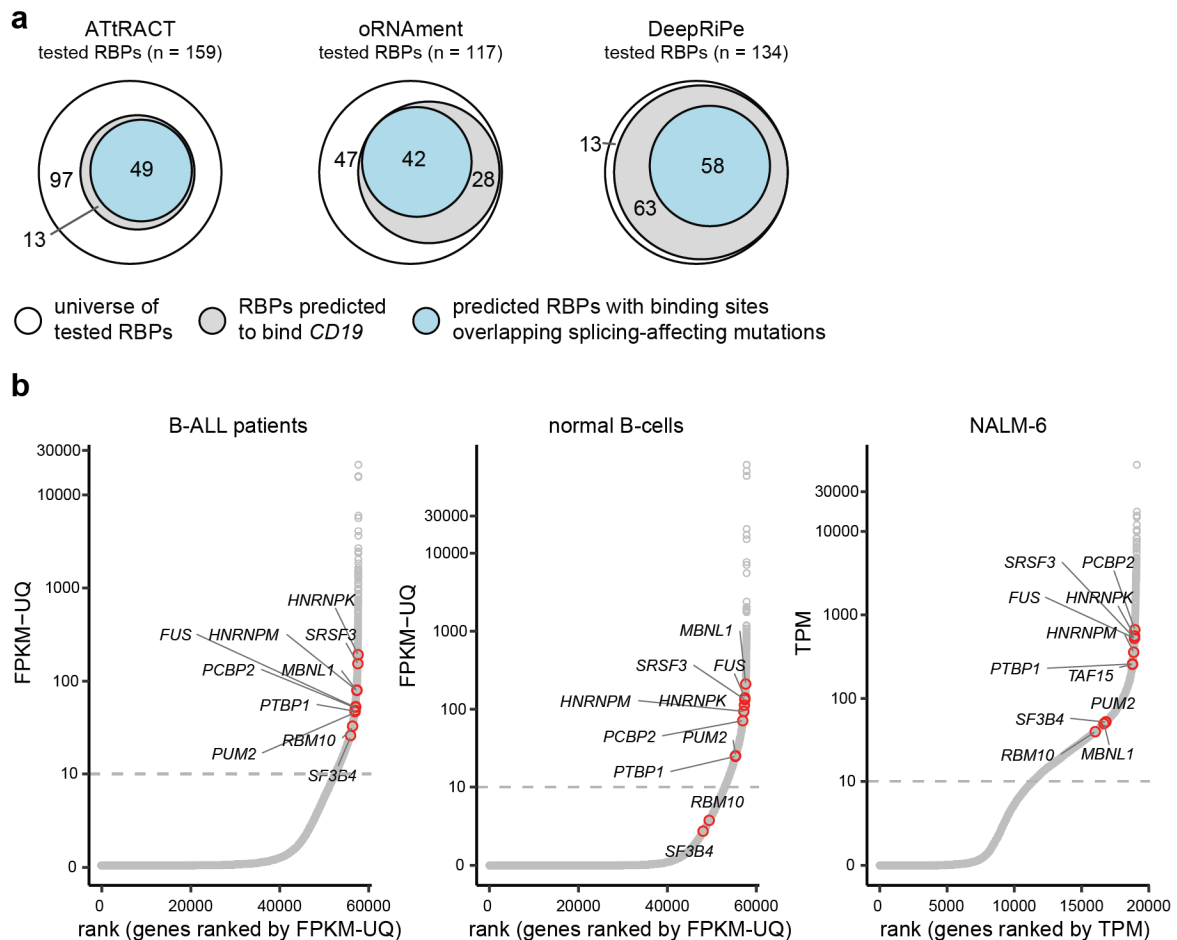 a
ATtRACT
tested RBPs (n = 159)
97
49
13
oRNAment
tested RBPs (n = 117)
47
42
28
DeepRiPe
tested RBPs (n = 134)
13
58
63
universe of
tested RBPs
RBPs predicted
to bind CD19
predicted RBPs with binding sites
overlapping splicing-affecting mutations
b
B-ALL patients
FPKM−UQ
30000
10000
1000
100
10
0
HNRNPK
FUS
HNRNPM
SRSF3
PCBP2
MBNL1
PTBP1
PUM2
RBM10
SF3B4
0
20000
40000
60000
rank (genes ranked by FPKM-UQ)
normal B-cells
FPKM−UQ
30000
10000
1000
100
10
0
MBNL1
SRSF3
FUS
HNRNPM
HNRNPK
PCBP2
PUM2
PTBP1
RBM10
SF3B4
0
20000
40000
60000
rank (genes ranked by FPKM-UQ)
NALM-6
TPM
30000
10000
1000
100
10
0
SRSF3
PCBP2
FUS
HNRNPK
HNRNPM
PTBP1
TAF15
PUM2
SF3B4
RBM10
MBNL1
0
5000
10000
15000
20000
rank (genes ranked by TPM)